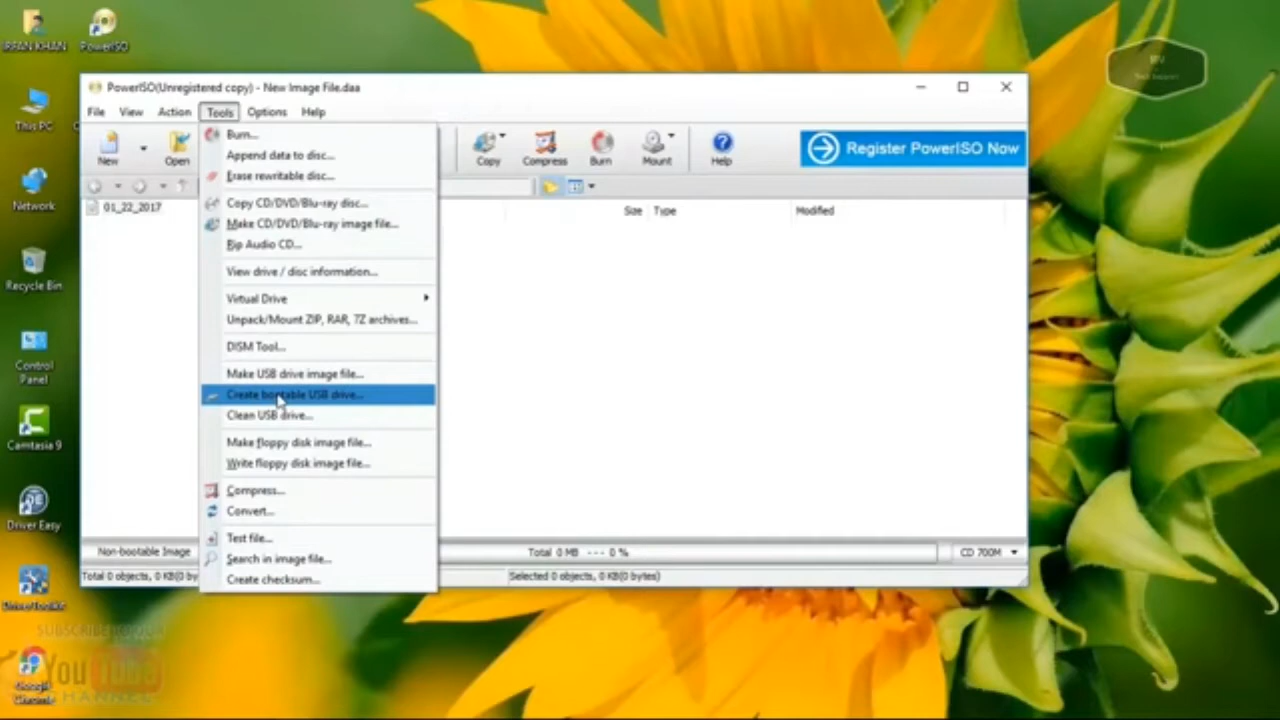 IRFAN KHAN
PowerISO
This PC
Network
Recycle Bin
Control
Panel
Camtasia 9
Driver Easy
DriverToolkit
Google
Chrome
SUBSCRIBE
YouTube
CHANNEL
PowerISO(Unregistered copy) - New Image File.daa
File View Action Tools Options Help
New Open Copy Compress Burn Mount Help
Register PowerISO Now
01_22_2017
Size Type Modified
Burn...
Append data to disc...
Erase rewritable disc...
Copy CD/DVD/Blu-ray disc...
Make CD/DVD/Blu-ray image file...
Rip Audio CD...
View drive / disc information...
Virtual Drive
Unpack/Mount ZIP, RAR, 7Z archives...
DISM Tool...
Make USB drive image file...
Create bootable USB drive...
Clean USB drive...
Make floppy disk image file...
Write floppy disk image file...
Compress...
Convert...
Test file...
Search in image file...
Create checksum...
Non-bootable Image Total 0 MB --- 0 % CD 700M
Total 0 objects, 0 KB(0 by Selected 0 objects, 0 KB(0 bytes)